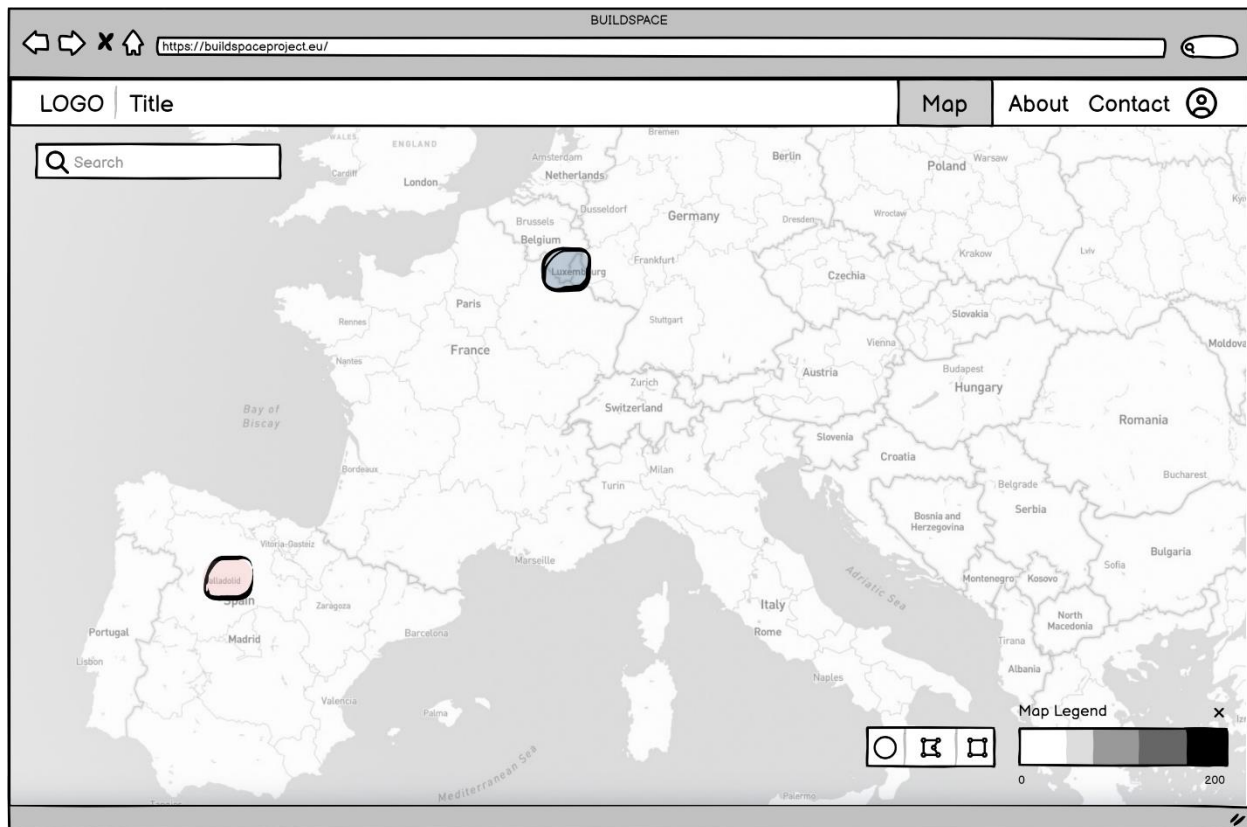 BUILDSPACE
https://buildspaceproject.eu/
LOGO
Title
Map
About
Contact
Search
WALES
ENGLAND
Cardiff
London
Bremen
Amsterdam
Netherlands
Berlin
Poland
Warsaw
Dusseldorf
Brussels
Belgium
Germany
Dresden
Wroclaw
Luxembourg
Frankfurt
Czechia
Krakow
Lviv
Paris
Rennes
Stuttgart
Slovakia
Nantes
France
Vienna
Austria
Budapest
Hungary
Moldova
Zurich
Switzerland
Bay of
Biscay
Romania
Slovenia
Croatia
Bordeaux
Milan
Turin
Belgrade
Serbia
Bucharest
Bosnia and
Herzegovina
Vitoria-Gasteiz
Marseille
Bulgaria
Sofia
Adriatic Sea
Montenegro
Kosovo
alladolid
Spain
Zaragoza
Italy
Rome
North
Macedonia
Portugal
Madrid
Barcelona
Tirana
Lisbon
Albania
Naples
Valencia
Palma
Map Legend
0
200
Mediterranean Sea
Palermo